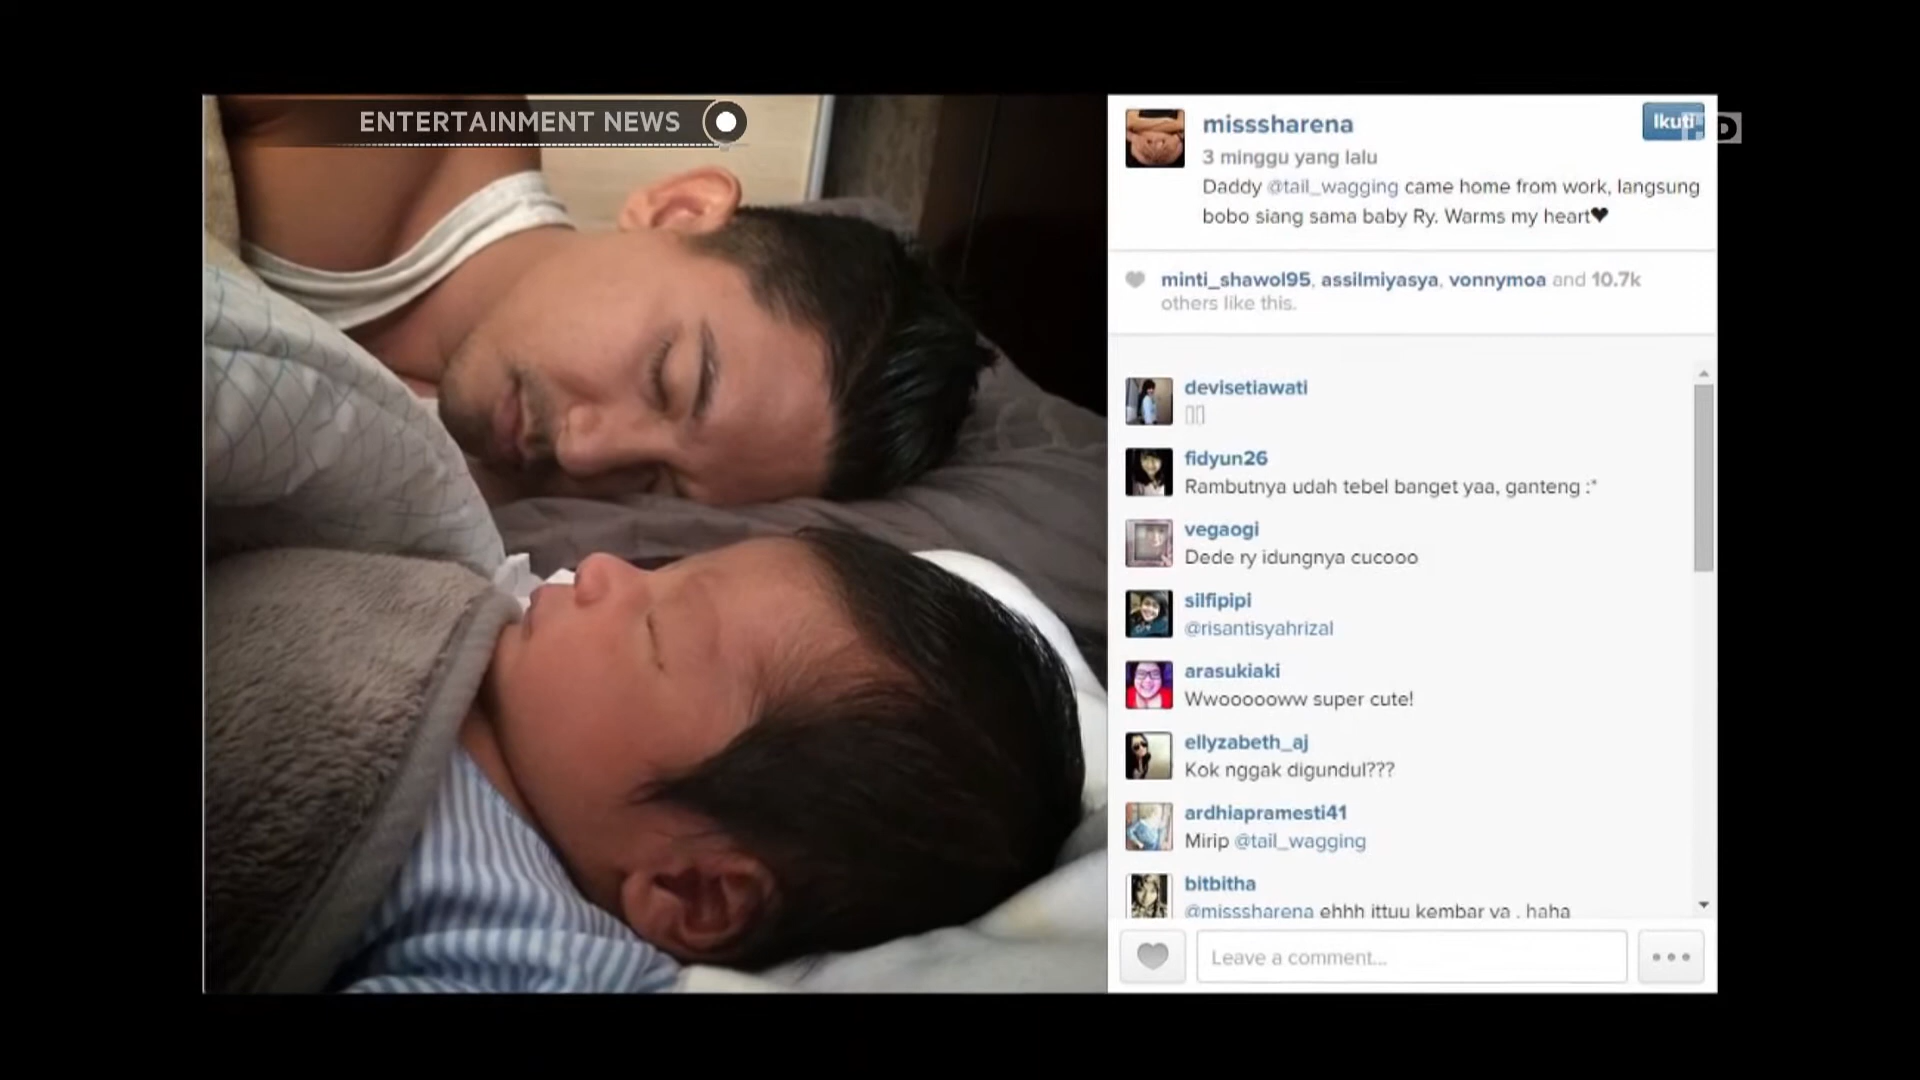 ENTERTAINMENT NEWS
misssharena
Ikuti
3 minggu yang lalu
Daddy @tail_wagging came home from work, langsung
bobo siang sama baby Ry. Warms my heart❤
minti_shawol95, assilmiyasya, vonnymoa and 10.7k
others like this.
devisetiawati
fidyun26
Rambutnya udah tebel banget yaa, ganteng :*
vegaogi
Dede ry idungnya cucooo
silfipipi
@risantisyahrizal
arasukiaki
Wwoooooww super cute!
ellyzabeth_aj
Kok nggak digundul???
ardhiapramesti41
Mirip @tail_wagging
bitbitha
@misssharena ehhh ittuu kembar ya , haha
Leave a comment...